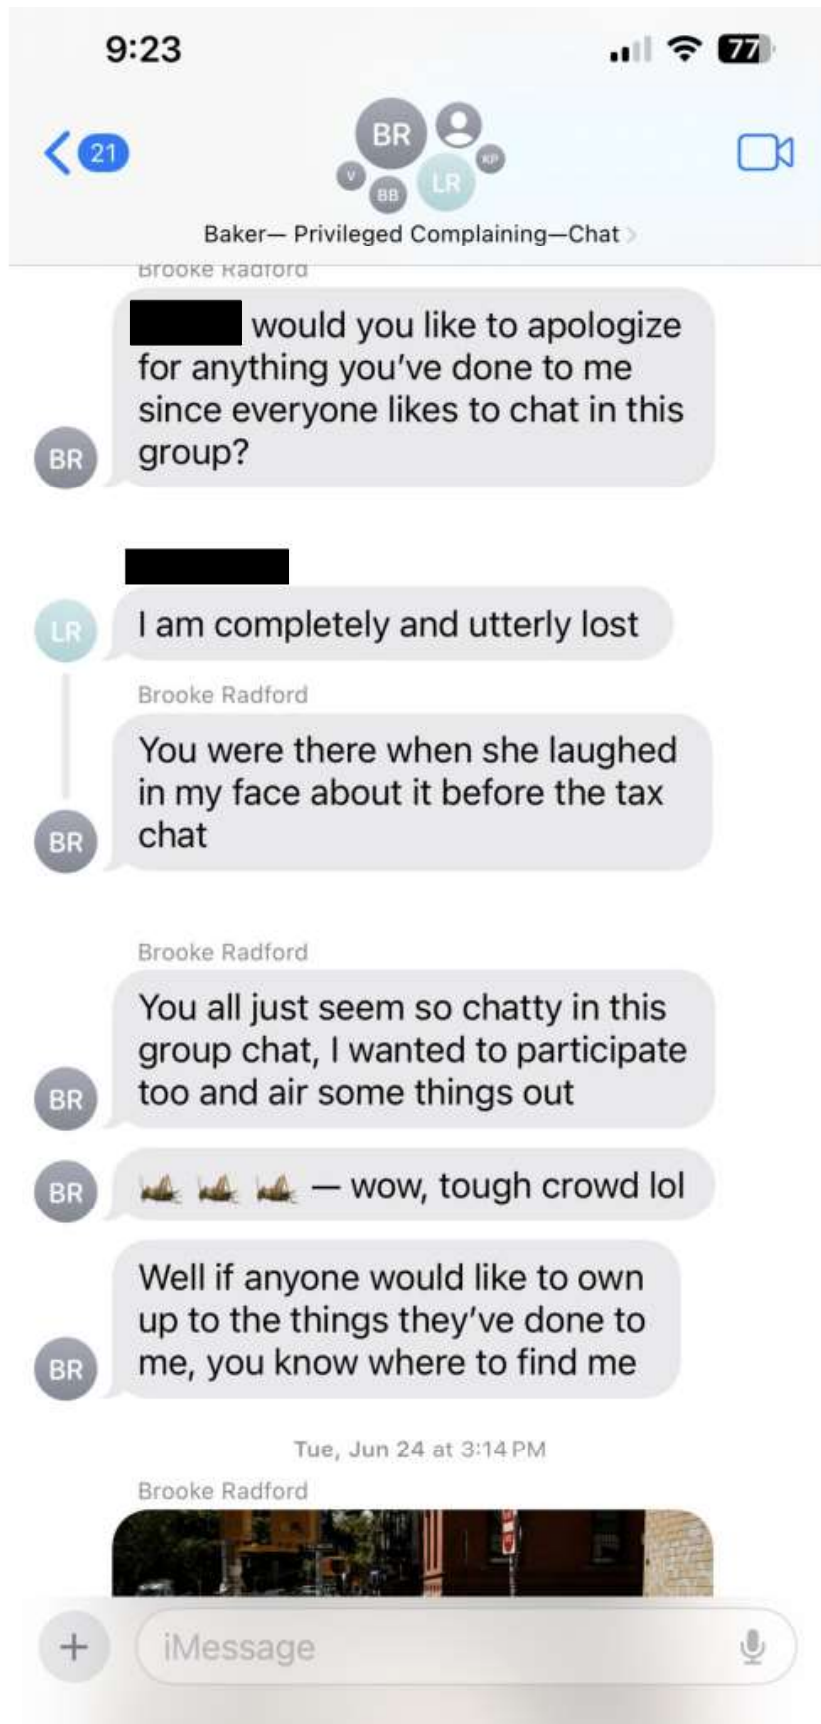 9:23
77
21
BR
KP
V
BB
LR
Baker— Privileged Complaining—Chat
Brooke Radford
would you like to apologize
for anything you’ve done to me
since everyone likes to chat in this
group?
BR
I am completely and utterly lost
LR
Brooke Radford
You were there when she laughed
in my face about it before the tax
chat
BR
Brooke Radford
You all just seem so chatty in this
group chat, I wanted to participate
too and air some things out
BR
🦗 🦗 🦗 — wow, tough crowd lol
BR
Well if anyone would like to own
up to the things they’ve done to
me, you know where to find me
BR
Tue, Jun 24 at 3:14 PM
Brooke Radford
iMessage